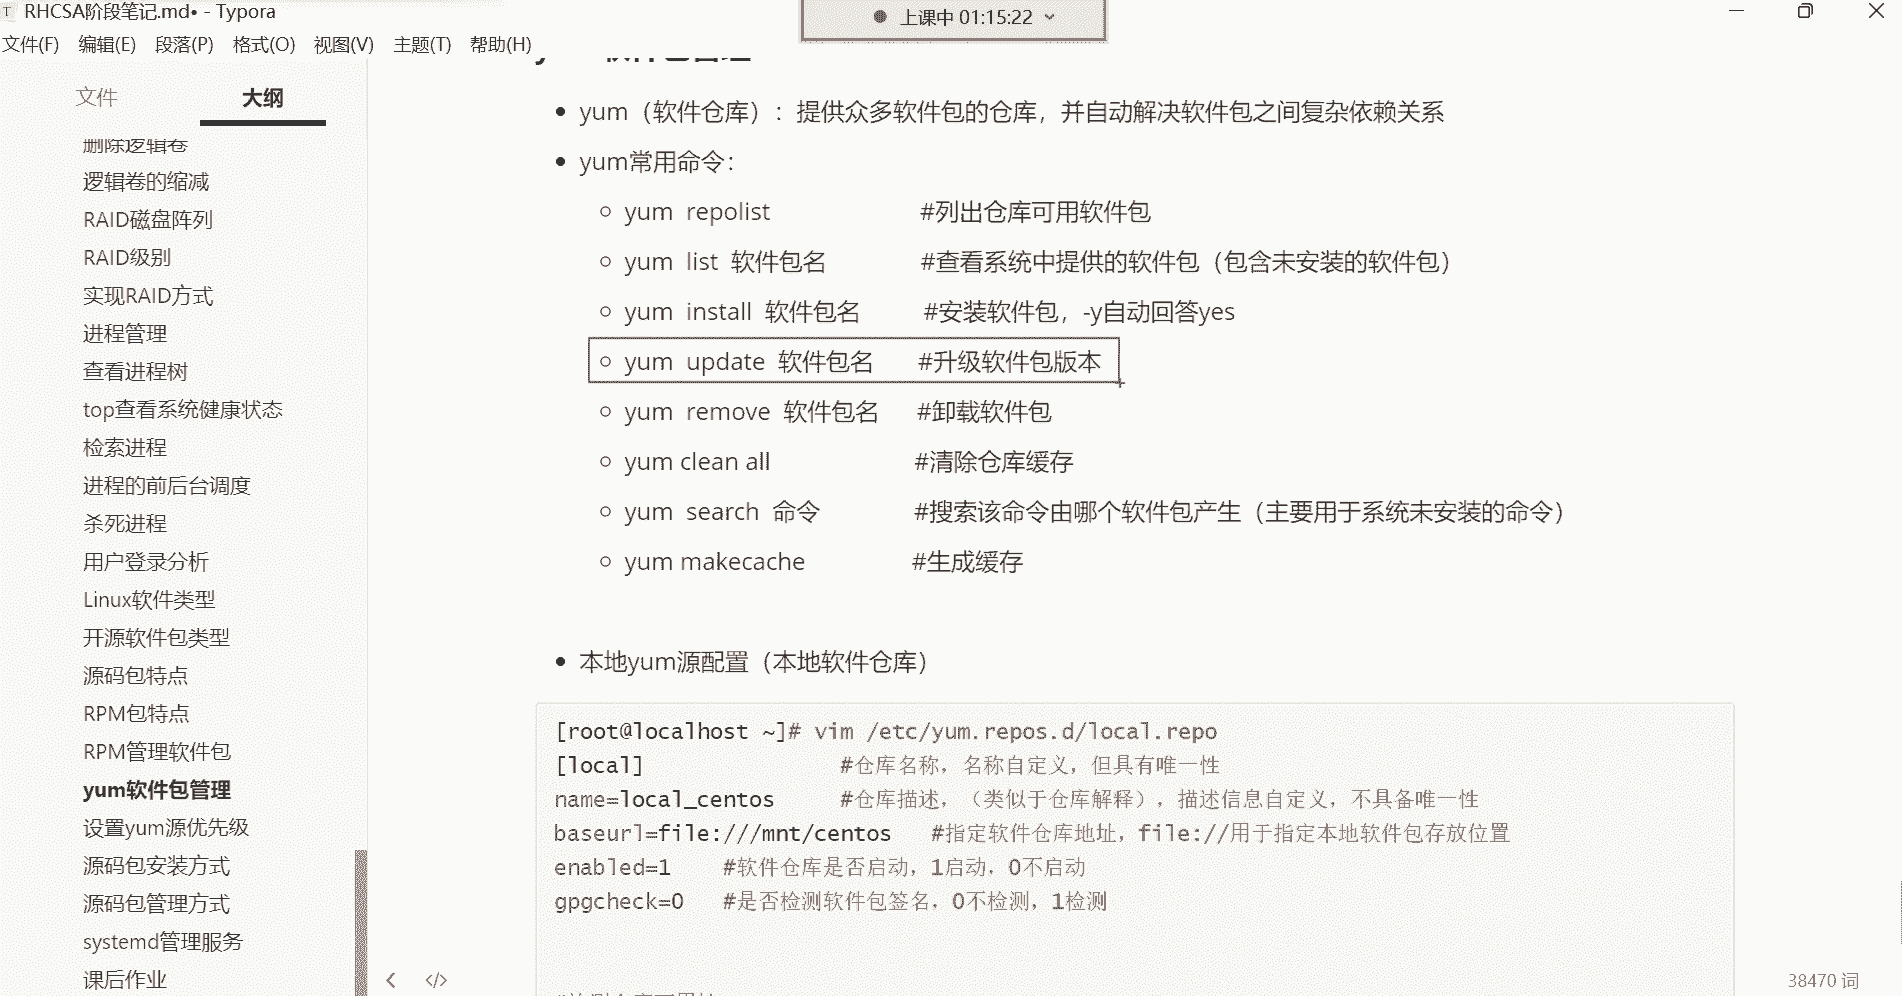 RHCSA阶段笔记.md• - Typora
上课中 01:15:22
文件(F) 编辑(E) 段落(P) 格式(O) 视图(V) 主题(T) 帮助(H)
文件 大纲
删除逻辑卷
逻辑卷的缩减
RAID磁盘阵列
RAID级别
实现RAID方式
进程管理
查看进程树
top查看系统健康状态
检索进程
进程的前后台调度
杀死进程
用户登录分析
Linux软件类型
开源软件包类型
源码包特点
RPM包特点
RPM管理软件包
yum软件包管理
设置yum源优先级
源码包安装方式
源码包管理方式
systemd管理服务
课后作业
yum（软件仓库）：提供众多软件包的仓库，并自动解决软件包之间复杂依赖关系
yum常用命令：
yum repolist #列出仓库可用软件包
yum list 软件包名 #查看系统中提供的软件包（包含未安装的软件包）
yum install 软件包名 #安装软件包，-y自动回答yes
yum update 软件包名 #升级软件包版本
yum remove 软件包名 #卸载软件包
yum clean all #清除仓库缓存
yum search 命令 #搜索该命令由哪个软件包产生（主要用于系统未安装的命令）
yum makecache #生成缓存
本地yum源配置（本地软件仓库）
[root@localhost ~]# vim /etc/yum.repos.d/local.repo
[local] #仓库名称，名称自定义，但具有唯一性
name=local_centos #仓库描述，（类似于仓库解释），描述信息自定义，不具备唯一性
baseurl=file:///mnt/centos #指定软件仓库地址，file://用于指定本地软件包存放位置
enabled=1 #软件仓库是否启动，1启动，0不启动
gpgcheck=0 #是否检测软件包签名，0不检测，1检测
38470 词